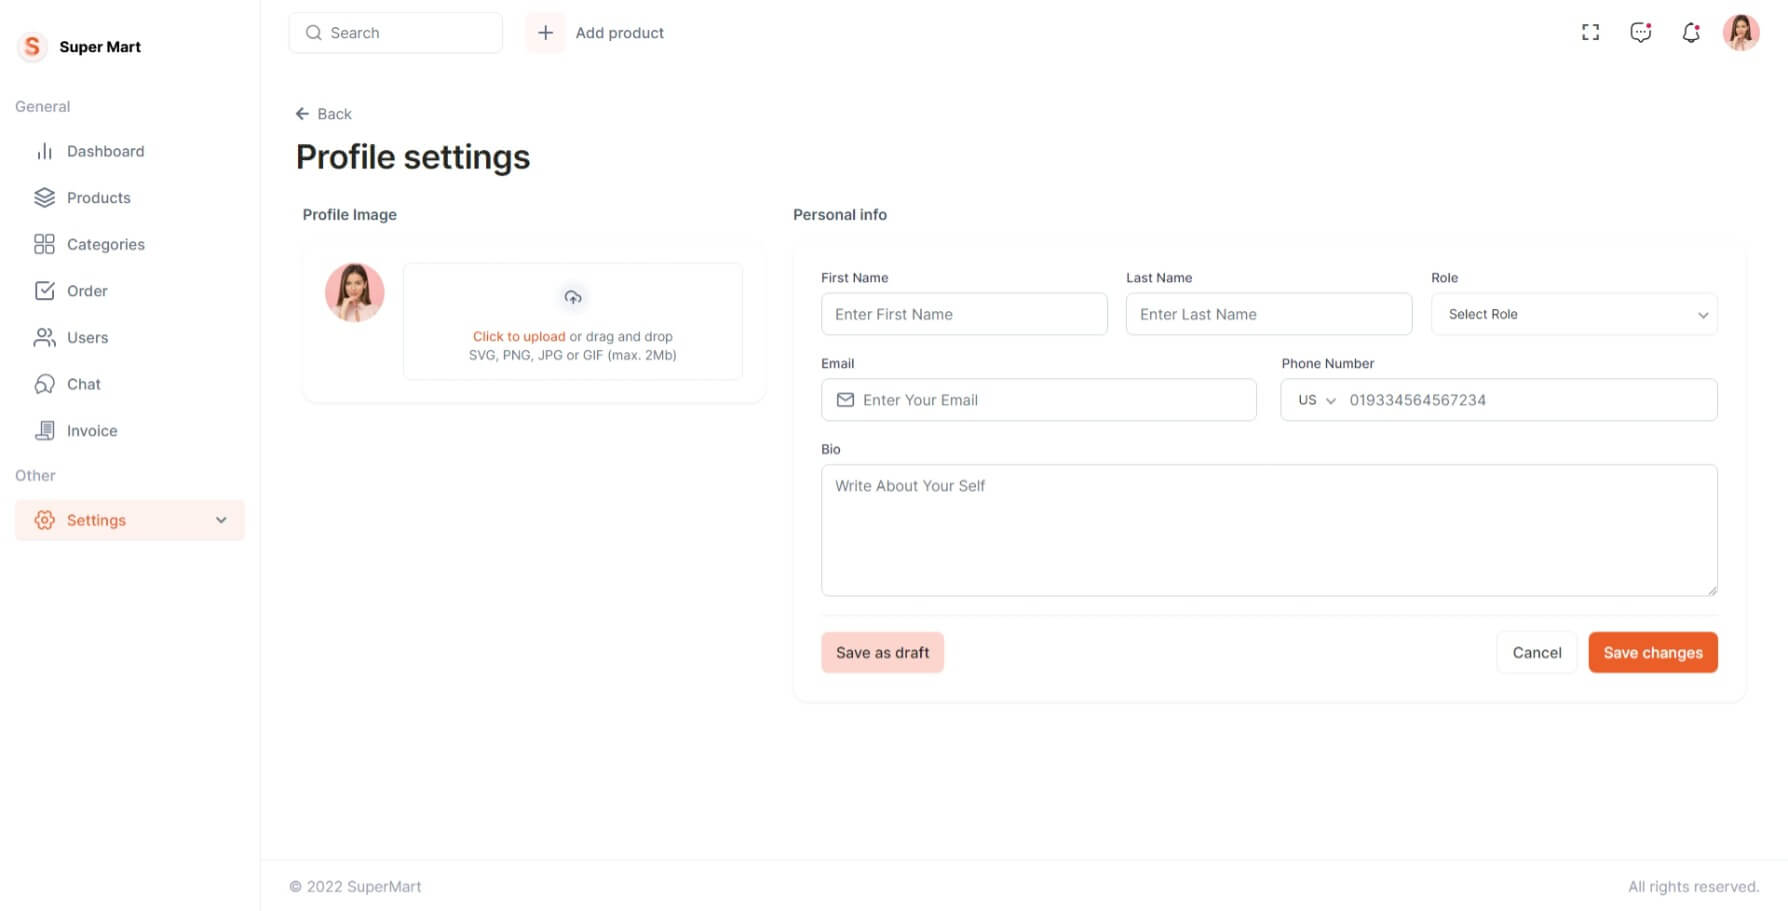 S Super Mart
Search
Add product
General
Dashboard
Products
Categories
Order
Users
Chat
Invoice
Other
Settings
Back
Profile settings
Profile Image
Click to upload or drag and drop
SVG, PNG, JPG or GIF (max. 2Mb)
Personal info
First Name
Last Name
Role
Enter First Name
Enter Last Name
Select Role
Email
Phone Number
Enter Your Email
US
019334564567234
Bio
Write About Your Self
Save as draft
Cancel
Save changes
© 2022 SuperMart
All rights reserved.